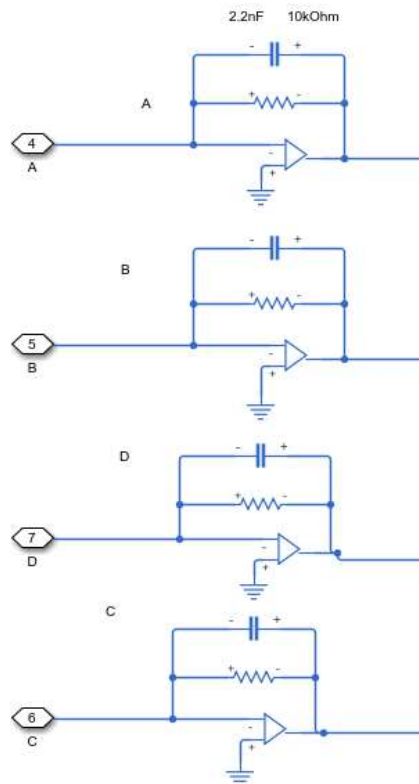 2.2nF 10kOhm
- +
+ -
A
4
-
+
A
- +
B
+ -
5
-
+
B
- +
D
+ -
7
-
+
D
C
- +
+ -
6
-
+
C